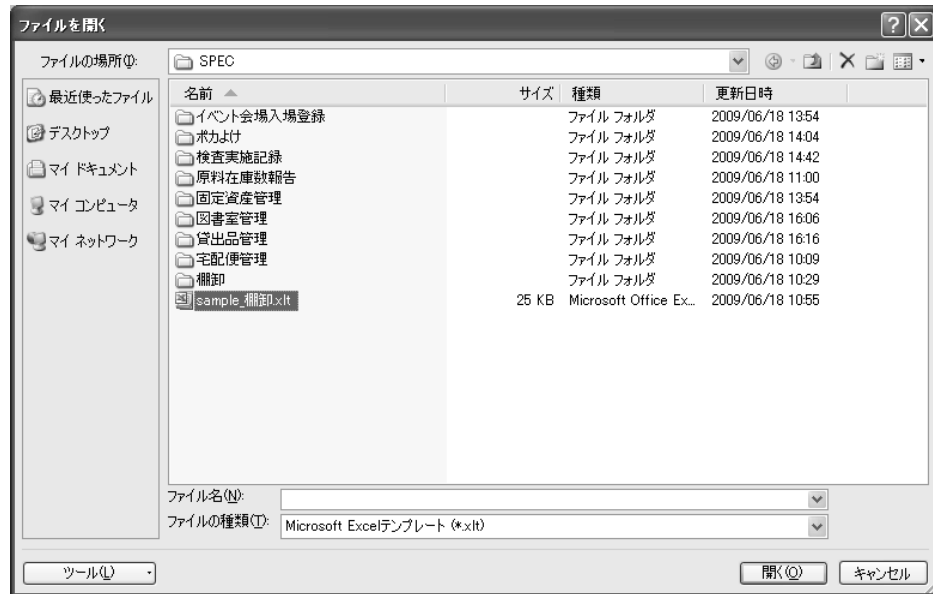 ファイルを開く
ファイルの場所(I):
SPEC
最近使ったファイル
デスクトップ
マイ ドキュメント
マイ コンピュータ
マイ ネットワーク
名前 サイズ 種類 更新日時
イベント会場入場登録 ファイル フォルダ 2009/06/18 13:54
ポカよけ ファイル フォルダ 2009/06/18 14:04
検査実施記録 ファイル フォルダ 2009/06/18 14:42
原料在庫数報告 ファイル フォルダ 2009/06/18 11:00
固定資産管理 ファイル フォルダ 2009/06/18 13:54
図書室管理 ファイル フォルダ 2009/06/18 16:06
貸出品管理 ファイル フォルダ 2009/06/18 16:16
宅配便管理 ファイル フォルダ 2009/06/18 10:09
棚卸 ファイル フォルダ 2009/06/18 10:29
sample_棚卸.xlt 25 KB Microsoft Office Ex... 2009/06/18 10:55
ファイル名(N):
ファイルの種類(T): Microsoft Excelテンプレート (*.xlt)
ツール(L) 開く(O) キャンセル